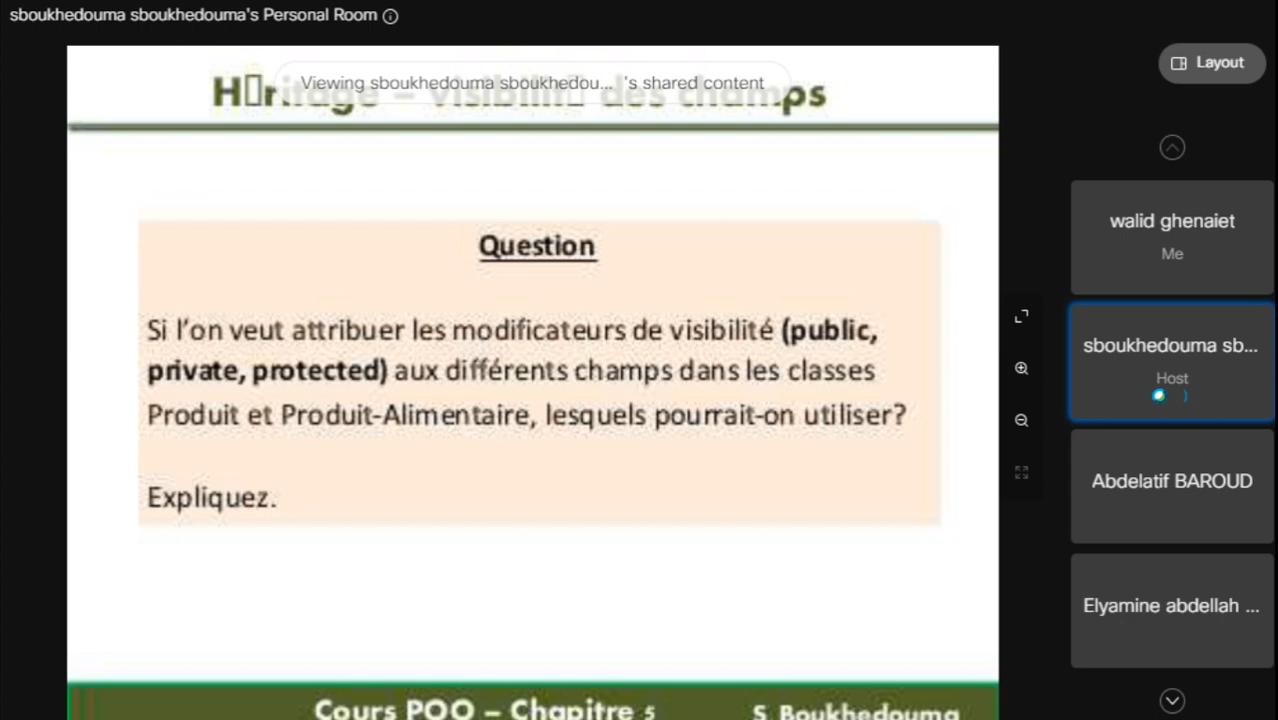 sboukhedouma sboukhedouma's Personal Room
Viewing sboukhedouma sboukhedou... 's shared content
Layout
des champs
Question
Si l'on veut attribuer les modificateurs de visibilité (public,
private, protected) aux différents champs dans les classes
Produit et Produit-Alimentaire, lesquels pourrait-on utiliser?
Expliquez.
Cours POO – Chapitre 5
S. Boukhedouma
walid ghenaiet
Me
sboukhedouma sb...
Host
Abdelatif BAROUD
Elyamine abdellah ...